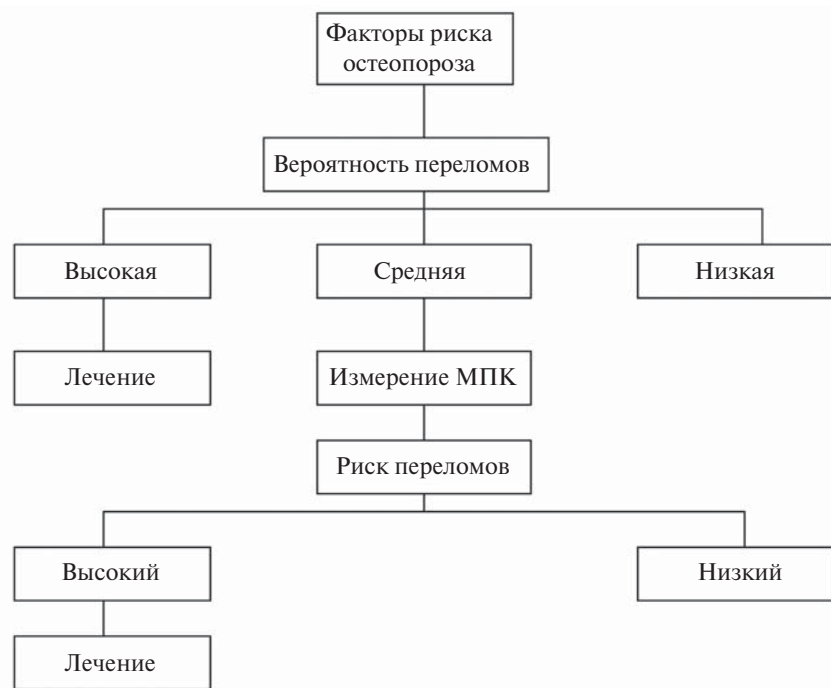 Факторы риска
остеопороза
Вероятность переломов
Высокая
Средняя
Низкая
Лечение
Измерение МПК
Риск переломов
Высокий
Низкий
Лечение